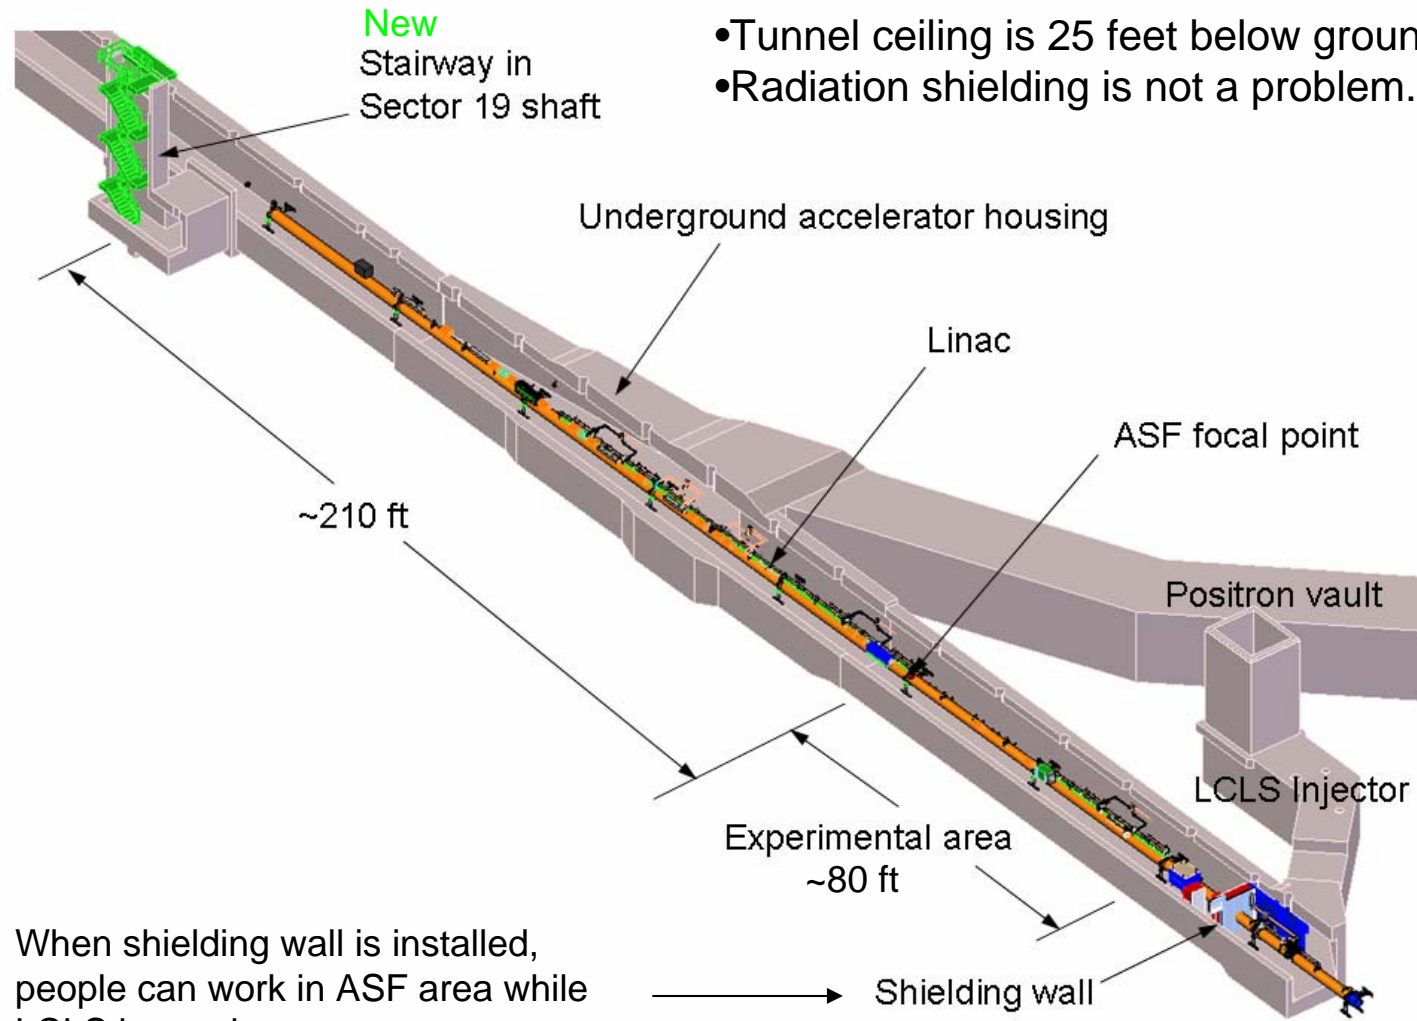 New
Stairway in
Sector 19 shaft
•Tunnel ceiling is 25 feet below
•Radiation shielding is not a problem.
Underground accelerator housing
Linac
ASF focal point
~210 ft
Positron vault
LCLS Injector
Experimental area
~80 ft
When shielding wall is installed,
people can work in ASF area while
Shielding wall